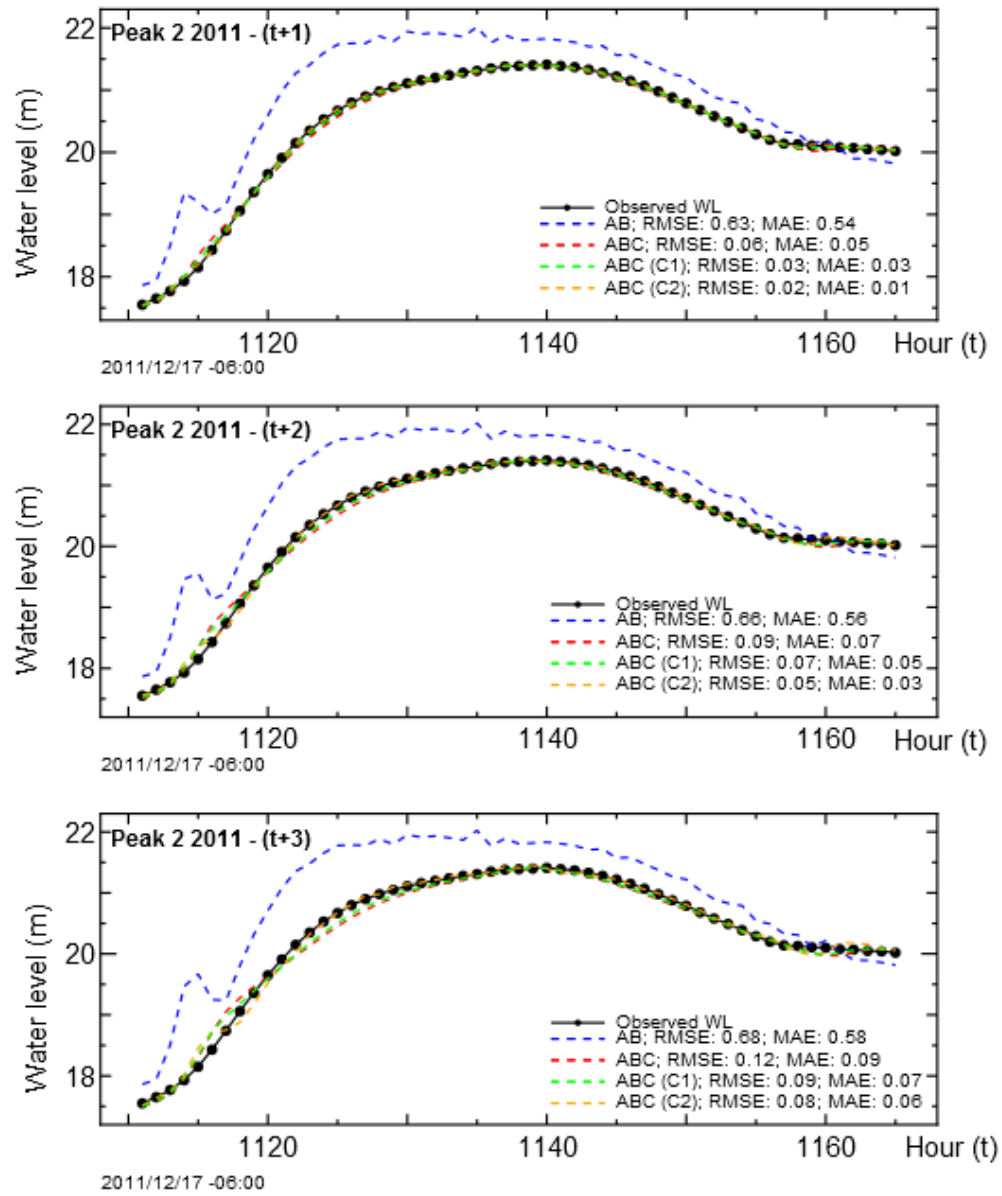 Peak 2 2011 - (t+1)
22
20
18
Water level (m)
Observed WL
AB; RMSE: 0.63; MAE: 0.54
ABC; RMSE: 0.06; MAE: 0.05
ABC (C1); RMSE: 0.03; MAE: 0.03
ABC (C2); RMSE: 0.02; MAE: 0.01
1120 1140 1160 Hour (t)
2011/12/17 -06:00
Peak 2 2011 - (t+2)
22
20
18
Water level (m)
Observed WL
AB; RMSE: 0.66; MAE: 0.56
ABC; RMSE: 0.09; MAE: 0.07
ABC (C1); RMSE: 0.07; MAE: 0.05
ABC (C2); RMSE: 0.05; MAE: 0.03
1120 1140 1160 Hour (t)
2011/12/17 -06:00
Peak 2 2011 - (t+3)
22
20
18
Water level (m)
Observed WL
AB; RMSE: 0.68; MAE: 0.58
ABC; RMSE: 0.12; MAE: 0.09
ABC (C1); RMSE: 0.09; MAE: 0.07
ABC (C2); RMSE: 0.08; MAE: 0.06
1120 1140 1160 Hour (t)
2011/12/17 -06:00